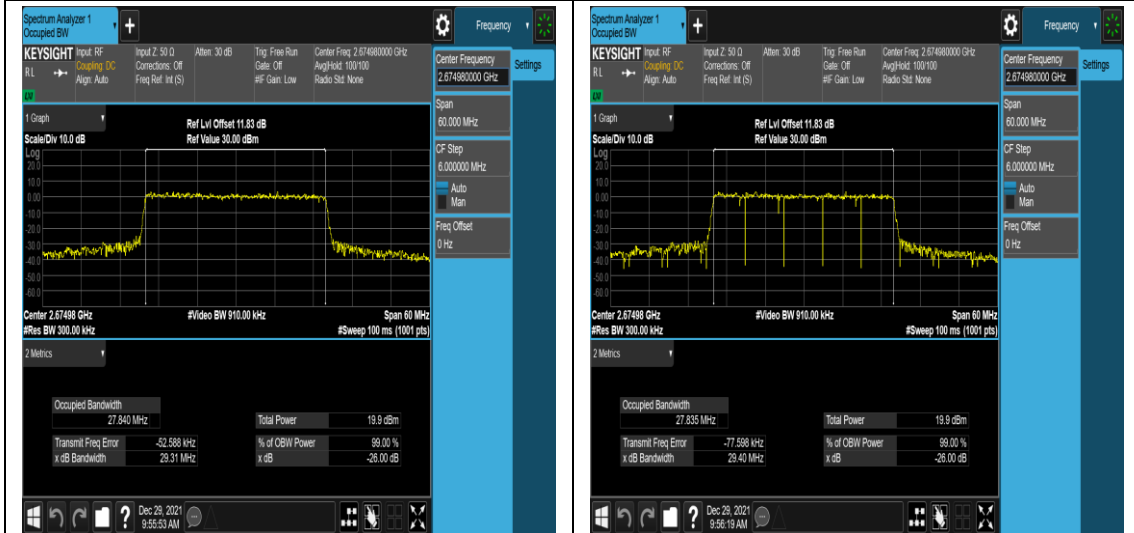 Spectrum Analyzer 1
Occupied BW
Frequency
KEYSIGHT Input: RF Input Z: 50 Ω Atten: 30 dB Trig: Free Run Center Freq: 2.674980000 GHz
Coupling: DC Corrections: Off Gate: Off Avg|Hold: 100/100
RL Align: Auto Freq Ref: Int (S) #IF Gain: Low Radio Std: None
Center Frequency
2.674980000 GHz
Settings
Span
60.000 MHz
CF Step
6.000000 MHz
Auto
Man
Freq Offset
0 Hz
1 Graph
Ref Lvl Offset 11.83 dB
Scale/Div 10.0 dB Ref Value 30.00 dBm
Log
20.0
10.0
0.00
-10.0
-20.0
-30.0
-40.0
-50.0
-60.0
Center 2.67498 GHz #Video BW 910.00 kHz Span 60 MHz
#Res BW 300.00 kHz #Sweep 100 ms (1001 pts)
2 Metrics
Occupied Bandwidth
27.840 MHz Total Power 19.9 dBm
Transmit Freq Error -52.588 kHz % of OBW Power 99.00 %
x dB Bandwidth 29.31 MHz x dB -26.00 dB
? Dec 29, 2021
9:55:53 AM
Spectrum Analyzer 1
Occupied BW
Frequency
KEYSIGHT Input: RF Input Z: 50 Ω Atten: 30 dB Trig: Free Run Center Freq: 2.674980000 GHz
Coupling: DC Corrections: Off Gate: Off Avg|Hold: 100/100
RL Align: Auto Freq Ref: Int (S) #IF Gain: Low Radio Std: None
Center Frequency
2.674980000 GHz
Settings
Span
60.000 MHz
CF Step
6.000000 MHz
Auto
Man
Freq Offset
0 Hz
1 Graph
Ref Lvl Offset 11.83 dB
Scale/Div 10.0 dB Ref Value 30.00 dBm
Log
20.0
10.0
0.00
-10.0
-20.0
-30.0
-40.0
-50.0
-60.0
Center 2.67498 GHz #Video BW 910.00 kHz Span 60 MHz
#Res BW 300.00 kHz #Sweep 100 ms (1001 pts)
2 Metrics
Occupied Bandwidth
27.835 MHz Total Power 19.9 dBm
Transmit Freq Error -77.598 kHz % of OBW Power 99.00 %
x dB Bandwidth 29.40 MHz x dB -26.00 dB
? Dec 29, 2021
9:56:19 AM